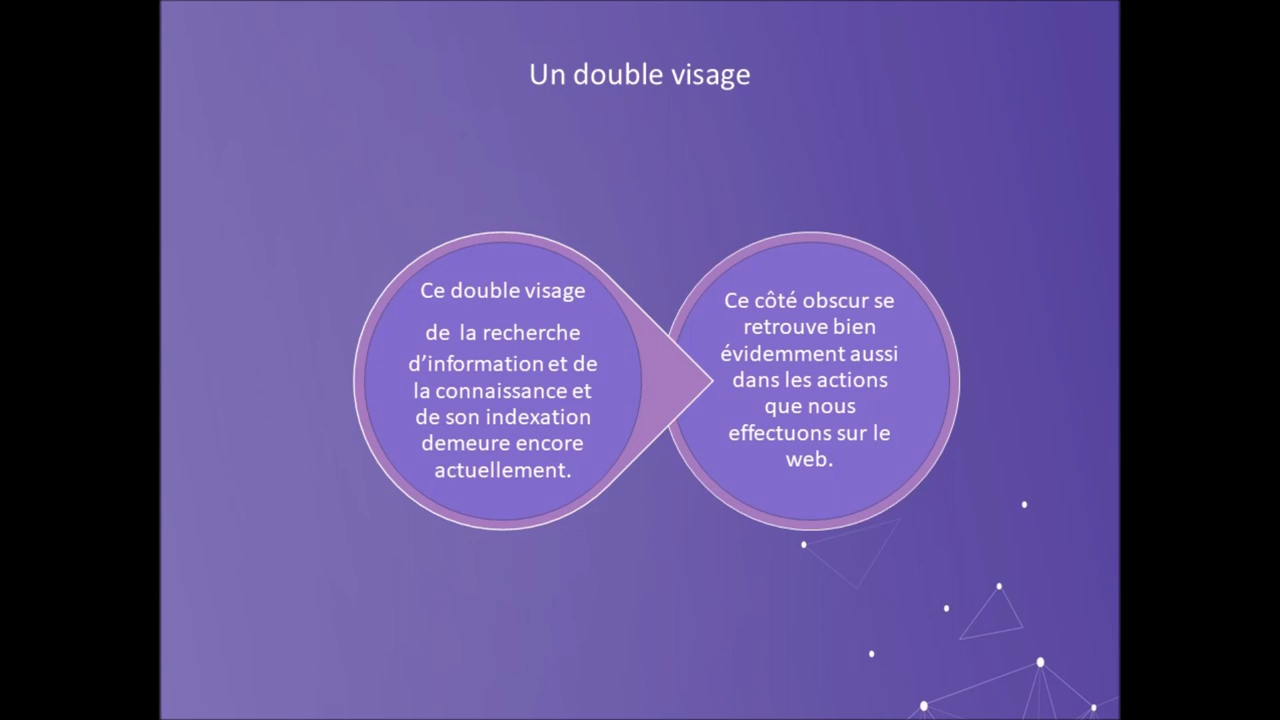 Un double visage
Ce double visage
de  la recherche
d’information et de
la connaissance et
de son indexation
demeure encore
actuellement.
Ce côté obscur se
retrouve bien
évidemment aussi
dans les actions
que nous
effectuons sur le
web.